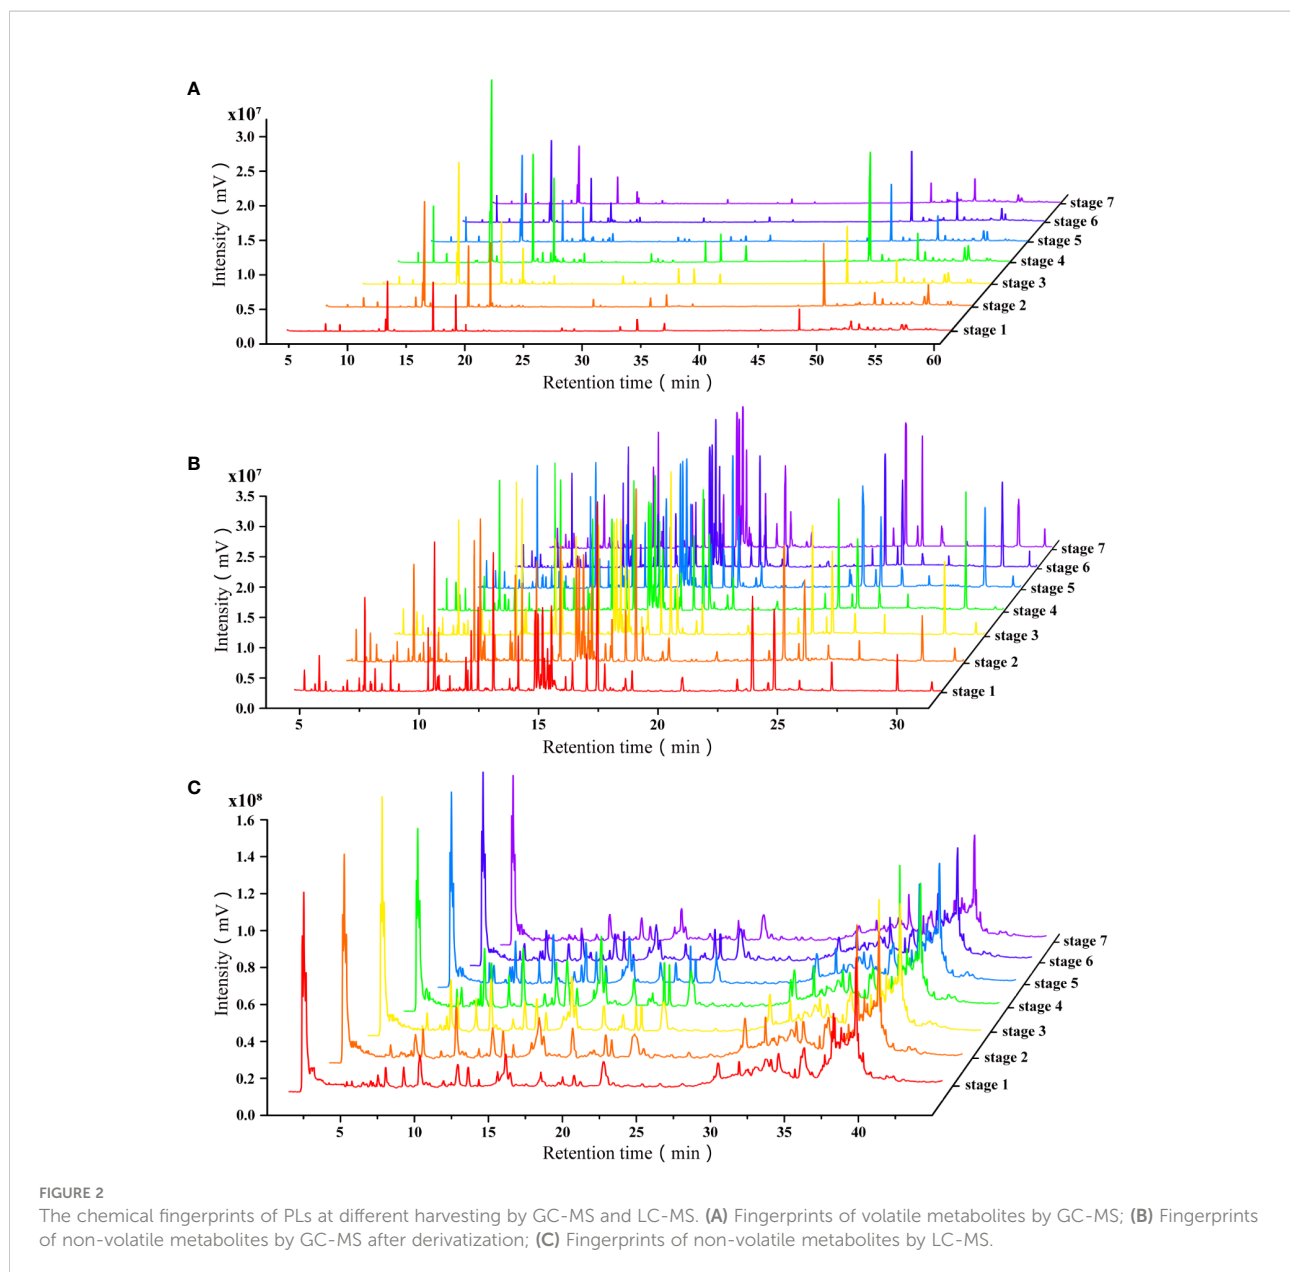 A
x10⁷
3.0
2.5
2.0
1.5
1.0
0.5
0.0
Intensity ( mV )
5 10 15 20 25 30 35 40 45 50 55 60
Retention time ( min )
stage 7
stage 6
stage 5
stage 4
stage 3
stage 2
stage 1
B
x10⁷
3.5
3.0
2.5
2.0
1.5
1.0
0.5
0.0
Intensity ( mV )
5 10 15 20 25 30
Retention time ( min )
stage 7
stage 6
stage 5
stage 4
stage 3
stage 2
stage 1
C
x10⁸
1.6
1.4
1.2
1.0
0.8
0.6
0.4
0.2
0.0
Intensity ( mV )
5 10 15 20 25 30 35 40
Retention time ( min )
stage 7
stage 6
stage 5
stage 4
stage 3
stage 2
stage 1
FIGURE 2
The chemical fingerprints of PLs at different harvesting by GC-MS and LC-MS. (A) Fingerprints of volatile metabolites by GC-MS; (B) Fingerprints
of non-volatile metabolites by GC-MS after derivatization; (C) Fingerprints of non-volatile metabolites by LC-MS.